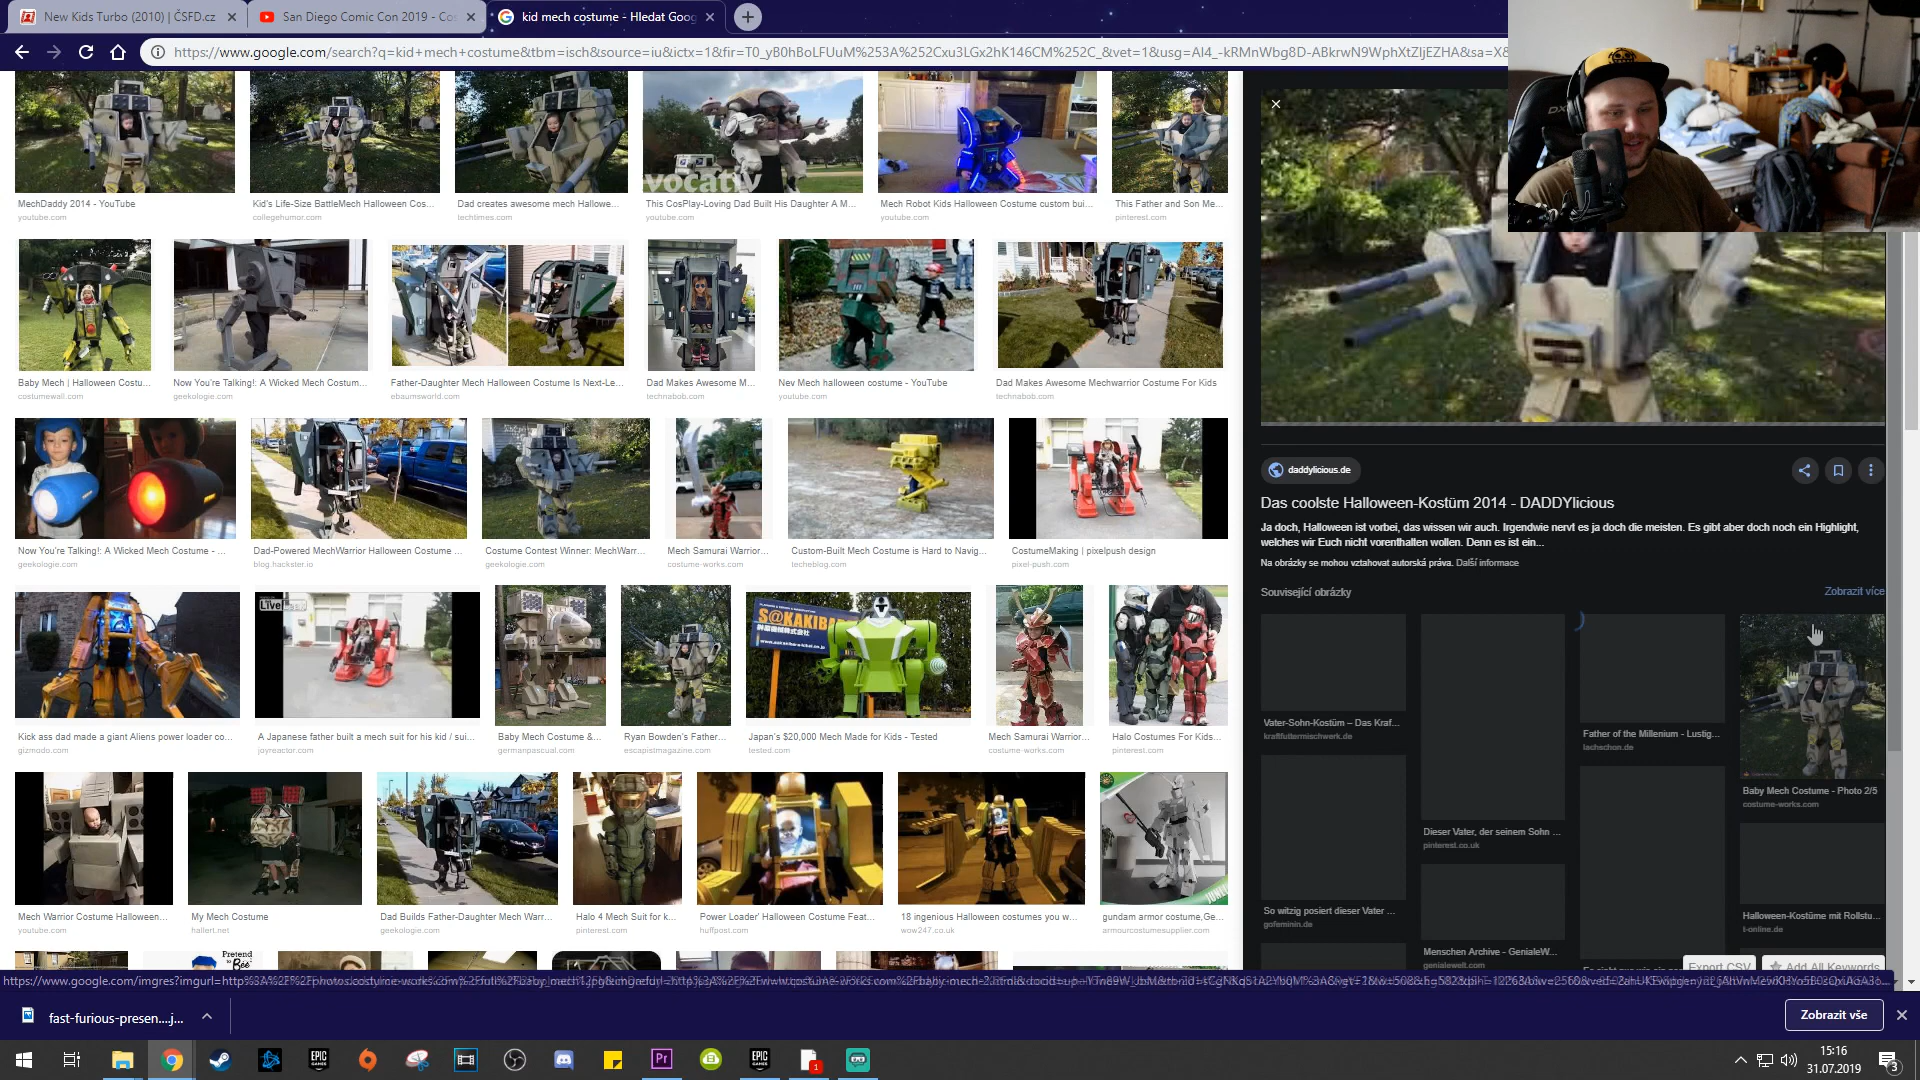 New Kids Turbo (2010) | ČSFD.cz
San Diego Comic Con 2019 - Cos
kid mech costume - Hledat Goog
https://www.google.com/search?q=kid+mech+costume&tbm=isch&source=iu&ictx=1&fir=T0_yB0hBoLFUuM%253A%252Cxu3LGx2hK146CM%252C_&vet=1&usg=AI4_-kRMnWbg8D-ABkrwN9WphXtZIjEZHA&sa=X&
vocativ
MechDaddy 2014 - YouTube
youtube.com
Kid's Life-Size BattleMech Halloween Cos...
collegehumor.com
Dad creates awesome mech Hallowe...
techtimes.com
This CosPlay-Loving Dad Built His Daughter A M...
youtube.com
Mech Robot Kids Halloween Costume custom bui...
youtube.com
This Father and Son Me...
pinterest.com
Baby Mech | Halloween Costu...
costumewall.com
Now You're Talking!: A Wicked Mech Costum...
geekologie.com
Father-Daughter Mech Halloween Costume Is Next-Le...
ebaumsworld.com
Dad Makes Awesome M...
technabob.com
Nev Mech halloween costume - YouTube
youtube.com
Dad Makes Awesome Mechwarrior Costume For Kids
technabob.com
Now You're Talking!: A Wicked Mech Costume - ...
geekologie.com
Dad-Powered MechWarrior Halloween Costume ...
blog.hackster.io
Costume Contest Winner: MechWarr...
geekologie.com
Mech Samurai Warrior...
costume-works.com
Custom-Built Mech Costume is Hard to Navig...
techeblog.com
CostumeMaking | pixelpush design
pixel-push.com
S@KAKIBA
Kick ass dad made a giant Aliens power loader co...
gizmodo.com
A Japanese father built a mech suit for his kid / sui...
joyreactor.com
Baby Mech Costume &...
germanpascual.com
Ryan Bowden's Father...
escapistmagazine.com
Japan's $20,000 Mech Made for Kids - Tested
tested.com
Mech Samurai Warrior...
costume-works.com
Halo Costumes For Kids...
pinterest.com
Mech Warrior Costume Halloween...
youtube.com
My Mech Costume
hallert.net
Dad Builds Father-Daughter Mech Warr...
geekologie.com
Halo 4 Mech Suit for k...
pinterest.com
Power Loader' Halloween Costume Feat...
huffpost.com
18 ingenious Halloween costumes you w...
wow247.co.uk
gundam armor costume,Ge...
armourcostumesupplier.com
Pretend
to Bee
daddylicious.de
Das coolste Halloween-Kostüm 2014 - DADDYlicious
Ja doch, Halloween ist vorbei, das wissen wir auch. Irgendwie nervt es ja doch die meisten. Es gibt aber doch noch ein Highlight,
welches wir Euch nicht vorenthalten wollen. Denn es ist ein...
Na obrázky se mohou vztahovat autorská práva. Další informace
Související obrázky
Zobrazit více
Vater-Sohn-Kostüm – Das Kraf...
kraftfuttermischwerk.de
Father of the Millenium - Lustig...
lachschon.de
Baby Mech Costume - Photo 2/5
costume-works.com
Dieser Vater, der seinem Sohn ...
pinterest.co.uk
So witzig posiert dieser Vater ...
gofeminin.de
Halloween-Kostüme mit Rollstu...
t-online.de
Menschen Archive - GenialeW...
genialewelt.com
Export CSV
Add All Keywords
fast-furious-presen....j...
Zobrazit vše
15:16
31.07.2019
3